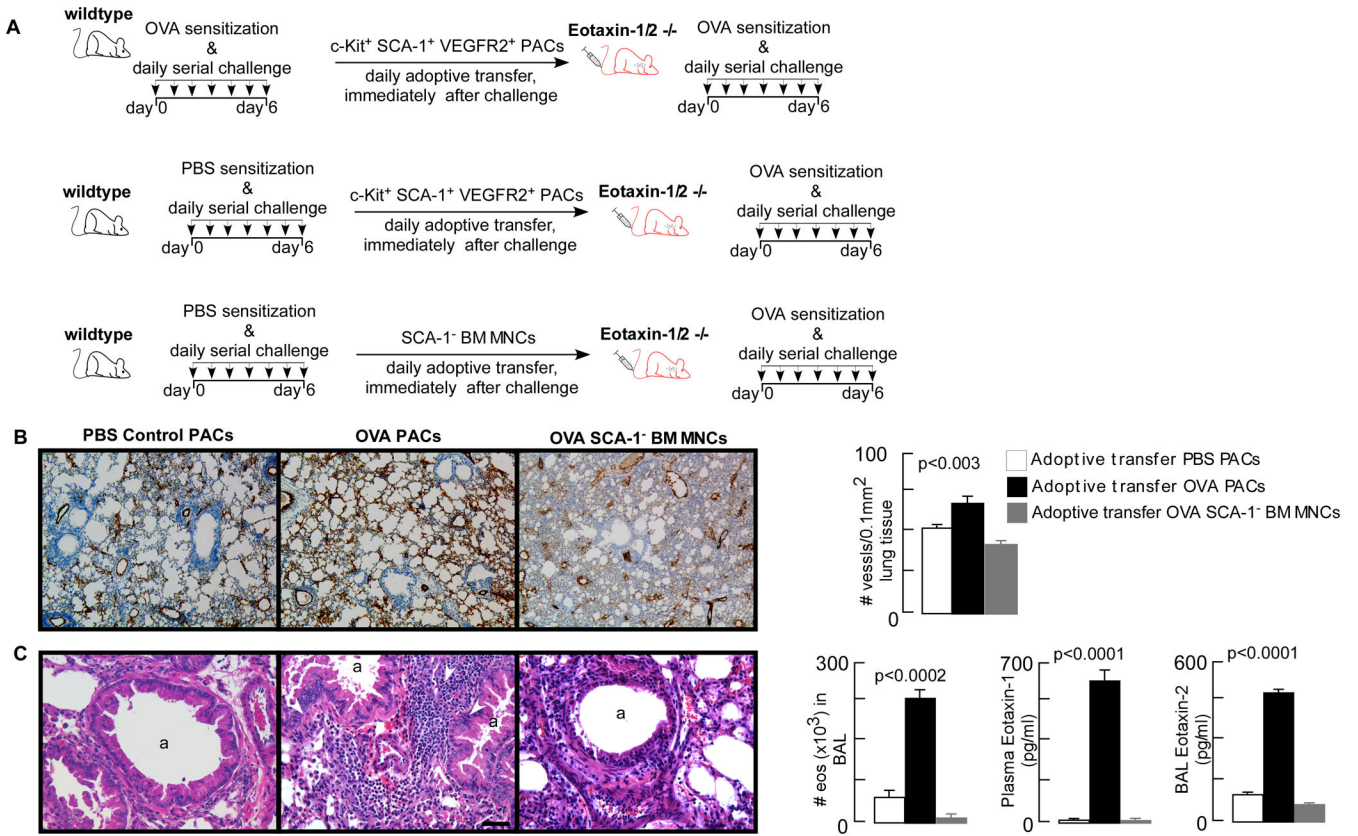 A
wildtype
OVA sensitization
&
daily serial challenge
day 0 day 6
c-Kit+ SCA-1+ VEGFR2+ PACs
daily adoptive transfer,
immediately after challenge
Eotaxin-1/2 -/-
OVA sensitization
&
daily serial challenge
day 0 day 6
wildtype
PBS sensitization
&
daily serial challenge
day 0 day 6
c-Kit+ SCA-1+ VEGFR2+ PACs
daily adoptive transfer,
immediately after challenge
Eotaxin-1/2 -/-
OVA sensitization
&
daily serial challenge
day 0 day 6
wildtype
PBS sensitization
&
daily serial challenge
day 0 day 6
SCA-1- BM MNCs
daily adoptive transfer,
immediately after challenge
Eotaxin-1/2 -/-
OVA sensitization
&
daily serial challenge
day 0 day 6
B
PBS Control PACs
OVA PACs
OVA SCA-1- BM MNCs
# vessls/0.1mm2
lung tissue
100
0
p<0.003
Adoptive transfer PBS PACs
Adoptive transfer OVA PACs
Adoptive transfer OVA SCA-1- BM MNCs
C
a
a
a
a
# eos (x103) in
BAL
300
0
p<0.0002
Plasma Eotaxin-1
(pg/ml)
700
0
p<0.0001
BAL Eotaxin-2
(pg/ml)
600
0
p<0.0001